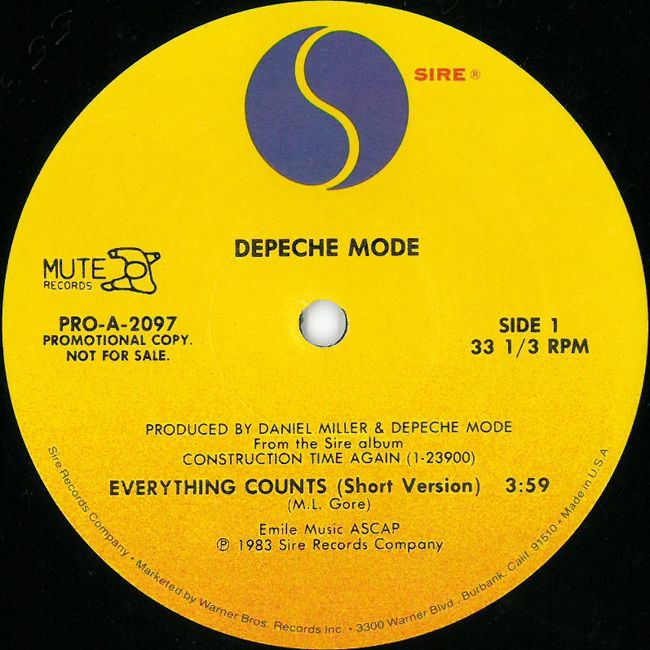 SIRE ®
DEPECHE MODE
MUTE
RECORDS
PRO-A-2097
PROMOTIONAL COPY.
NOT FOR SALE.
SIDE 1
33 1/3 RPM
PRODUCED BY DANIEL MILLER & DEPECHE MODE
From the Sire album
CONSTRUCTION TIME AGAIN (1-23900)
EVERYTHING COUNTS (Short Version) 3:59
(M.L. Gore)
Emile Music ASCAP
℗ 1983 Sire Records Company
Sire Records Company • Marketed by Warner Bros. Records Inc. • 3300 Warner Blvd., Burbank, Calif. 91510 • Made in U.S.A